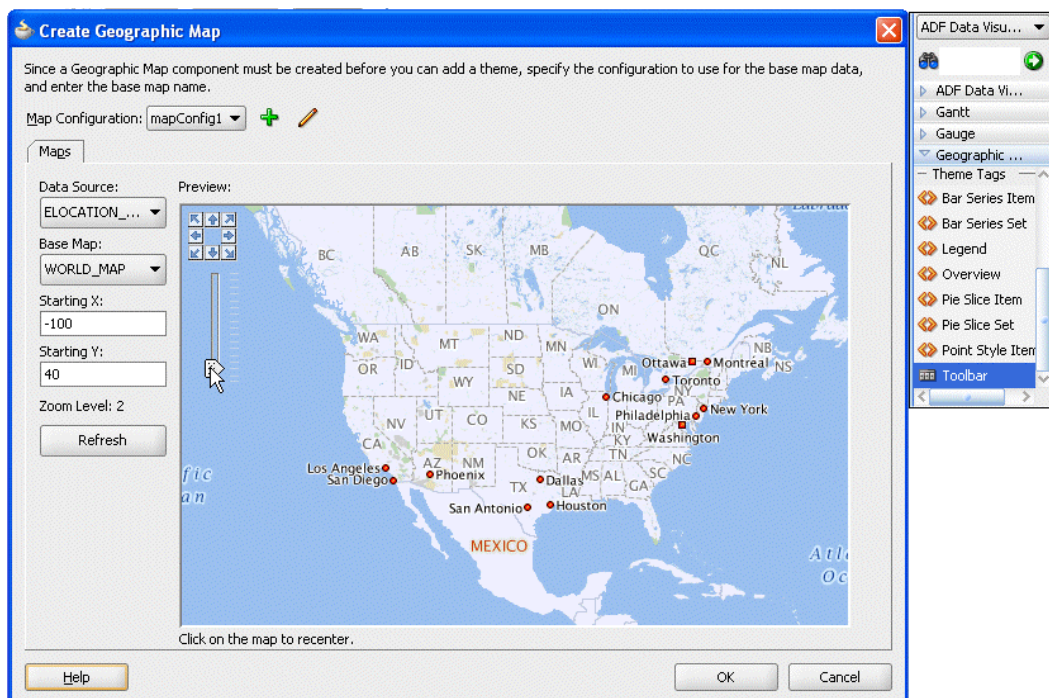 Create Geographic Map
Since a Geographic Map component must be created before you can add a theme, specify the configuration to use for the base map data,
and enter the base map name.
Map Configuration: mapConfig1
Maps
Data Source:
ELOCATION_...
Base Map:
WORLD_MAP
Starting X:
-100
Starting Y:
40
Zoom Level: 2
Refresh
Preview:
BC
AB
SK
MB
QC
NL
ON
WA
MT
ND
MN
NB
OR
ID
SD
WI
MI
Ottawa
Montréal
NS
Toronto
WY
NE
IA
Chicago
PA
NY
NV
UT
CO
KS
MO
IL
IN
Philadelphia
New York
KY
Washington
CA
AZ
NM
OK
AR
TN
NC
Los Angeles
San Diego
Phoenix
Dallas
MS
AL
SC
GA
TX
LA
San Antonio
Houston
MEXICO
fic
an
Atl
Oc
Click on the map to recenter.
Help
OK
Cancel
ADF Data Visu...
ADF Data Vi...
Gantt
Gauge
Geographic ...
Theme Tags
Bar Series Item
Bar Series Set
Legend
Overview
Pie Slice Item
Pie Slice Set
Point Style Item
Toolbar